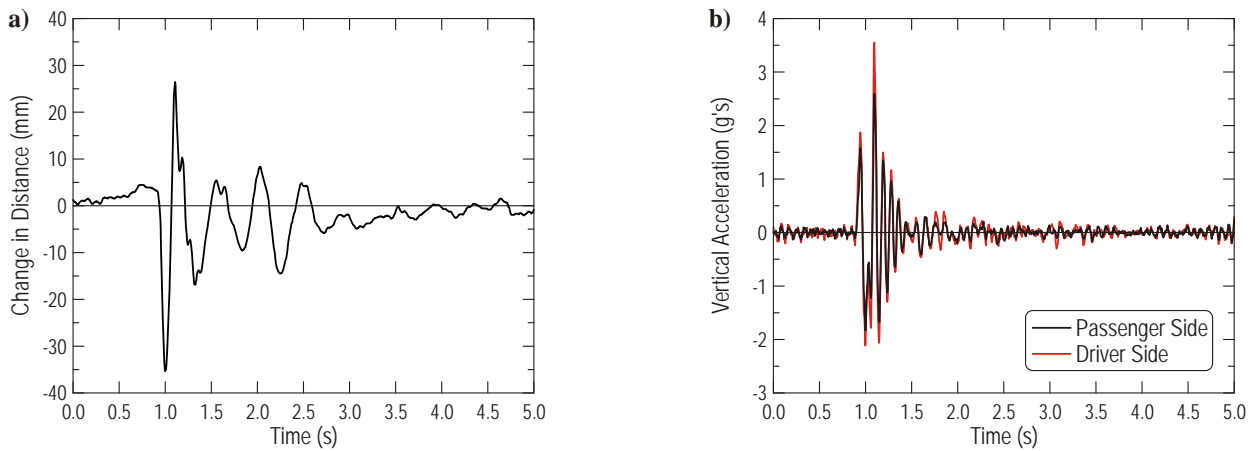 a)
Change in Distance (mm)
40
30
20
10
0
-10
-20
-30
-40
0.0 0.5 1.0 1.5 2.0 2.5 3.0 3.5 4.0 4.5 5.0
Time (s)
b)
Vertical Acceleration (g's)
4
3
2
1
0
-1
-2
-3
Passenger Side
Driver Side
0.0 0.5 1.0 1.5 2.0 2.5 3.0 3.5 4.0 4.5 5.0
Time (s)